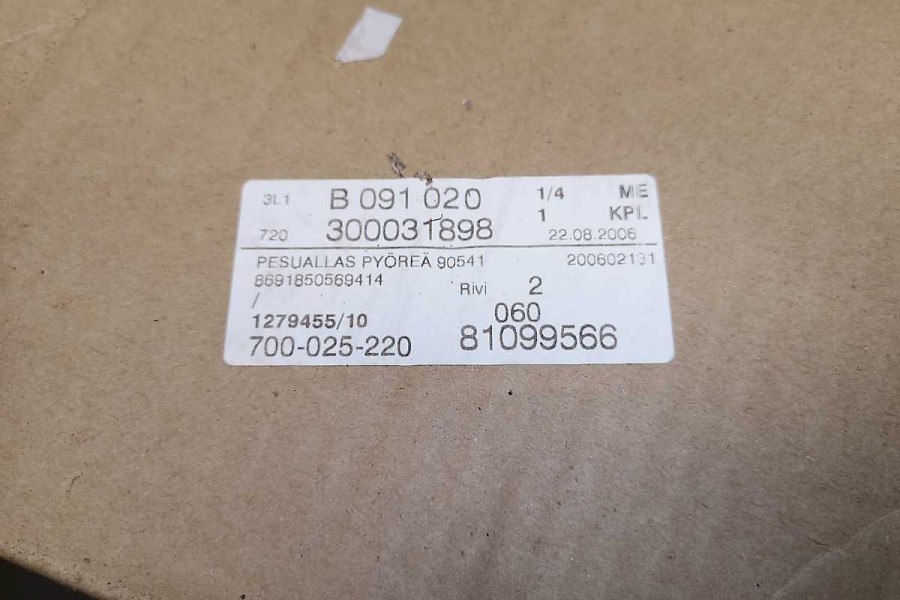 3L1 B 091 020 1/4 ME
1 KPL
720 300031898 22.08.2006
PESUALLAS PYÖREÄ 90541 200602131
8691850569414
Rivi 2
/
060
1279455/10
700-025-220 81099566